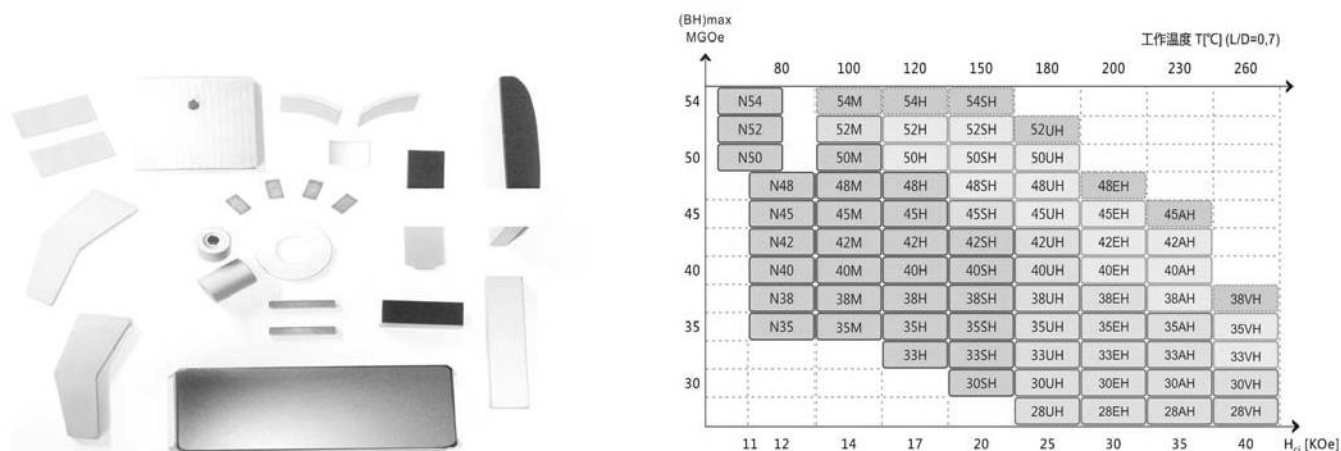 (BH)max
MGOe
工作温度 T[℃] (L/D=0,7)
80 100 120 150 180 200 230 260
54 N54 54M 54H 54SH
N52 52M 52H 52SH 52UH
50 N50 50M 50H 50SH 50UH
N48 48M 48H 48SH 48UH 48EH
45 N45 45M 45H 45SH 45UH 45EH 45AH
N42 42M 42H 42SH 42UH 42EH 42AH
40 N40 40M 40H 40SH 40UH 40EH 40AH
N38 38M 38H 38SH 38UH 38EH 38AH 38VH
35 N35 35M 35H 35SH 35UH 35EH 35AH 35VH
33H 33SH 33UH 33EH 33AH 33VH
30 30SH 30UH 30EH 30AH 30VH
28UH 28EH 28AH 28VH
11 12 14 17 20 25 30 35 40 Hcj [KOe]